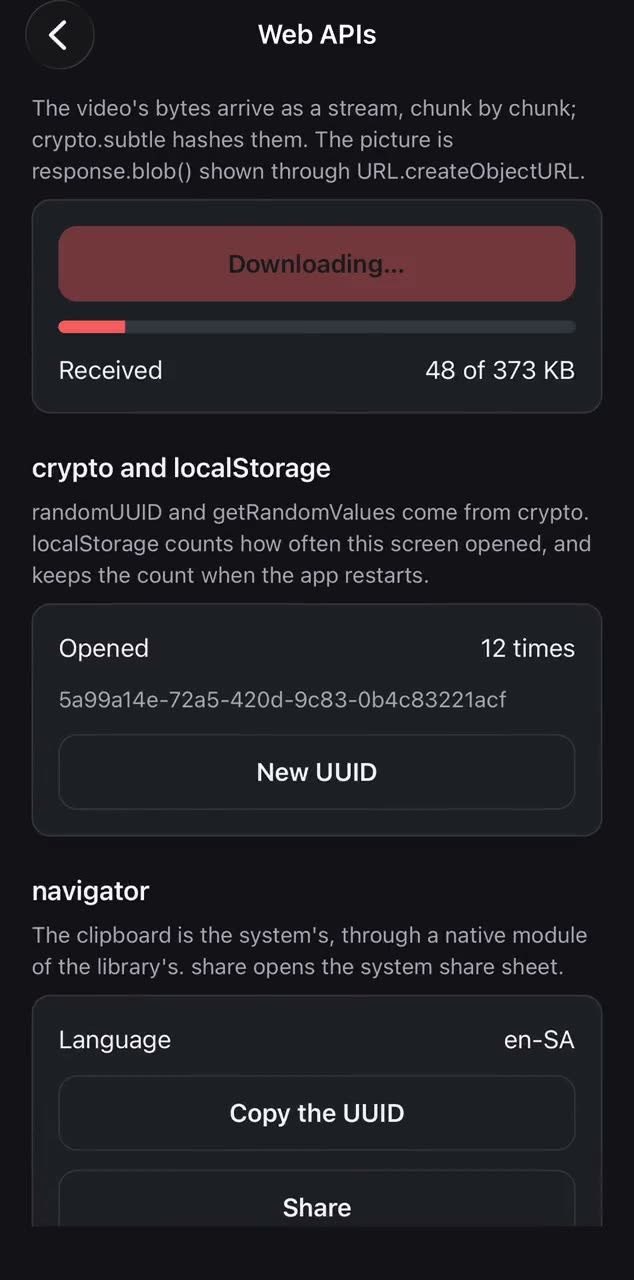 Web APIs
The video's bytes arrive as a stream, chunk by chunk;
crypto.subtle hashes them. The picture is
response.blob() shown through URL.createObjectURL.
Downloading...
Received 48 of 373 KB
crypto and localStorage
randomUUID and getRandomValues come from crypto.
localStorage counts how often this screen opened, and
keeps the count when the app restarts.
Opened 12 times
5a99a14e-72a5-420d-9c83-0b4c83221acf
New UUID
navigator
The clipboard is the system's, through a native module
of the library's. share opens the system share sheet.
Language en-SA
Copy the UUID
Share